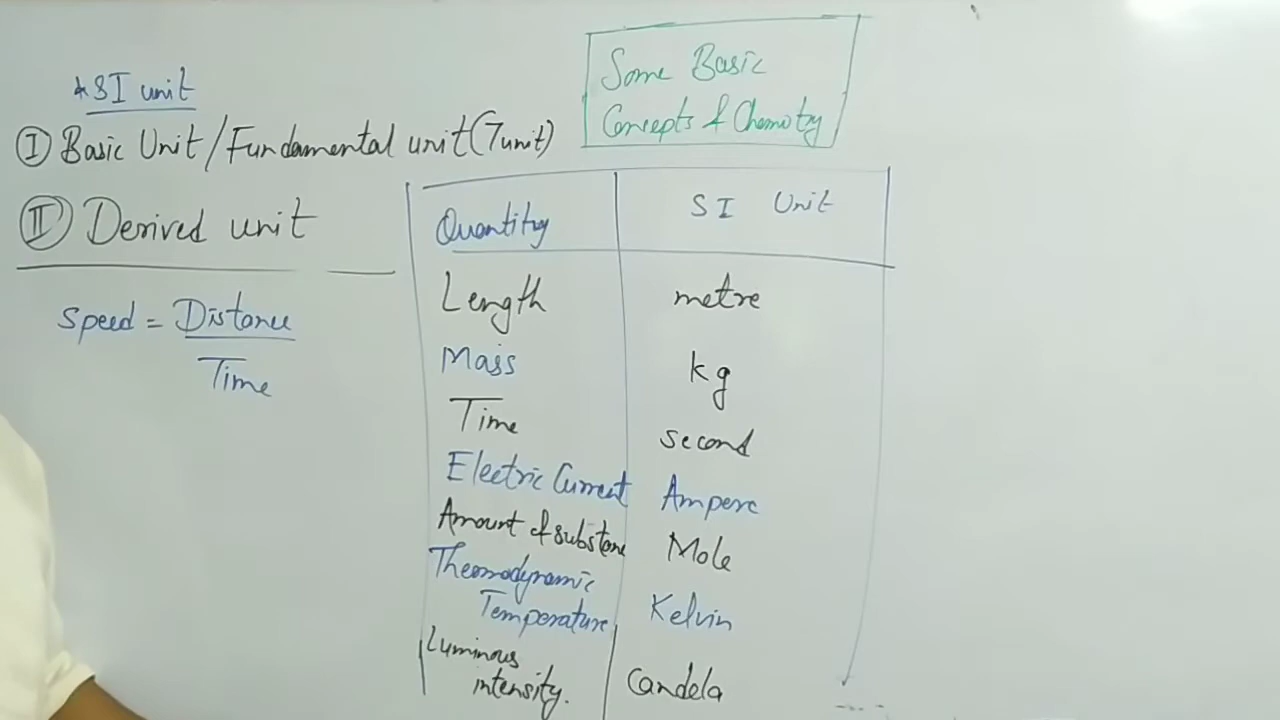 Some Basic
Concepts of Chemistry
* SI unit
I Basic Unit/Fundamental unit(7unit)
II Derived unit
Speed = Distance
Time
Quantity SI Unit
Length metre
Mass kg
Time second
Electric Current Ampere
Amount of substance Mole
Thermodynamic
Temperature Kelvin
Luminous
intensity. Candela